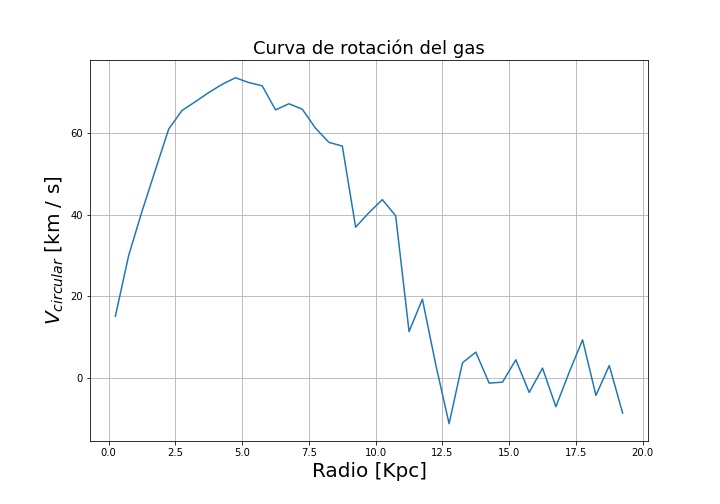 Curva de rotación del gas
V_circular [km / s]
60
40
20
0
0.0 2.5 5.0 7.5 10.0 12.5 15.0 17.5 20.0
Radio [Kpc]